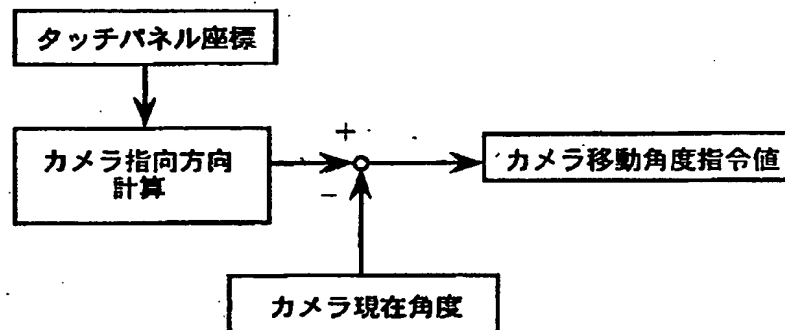 タッチパネル座標
カメラ指向方向
計算
+
−
カメラ移動角度指令値
カメラ現在角度